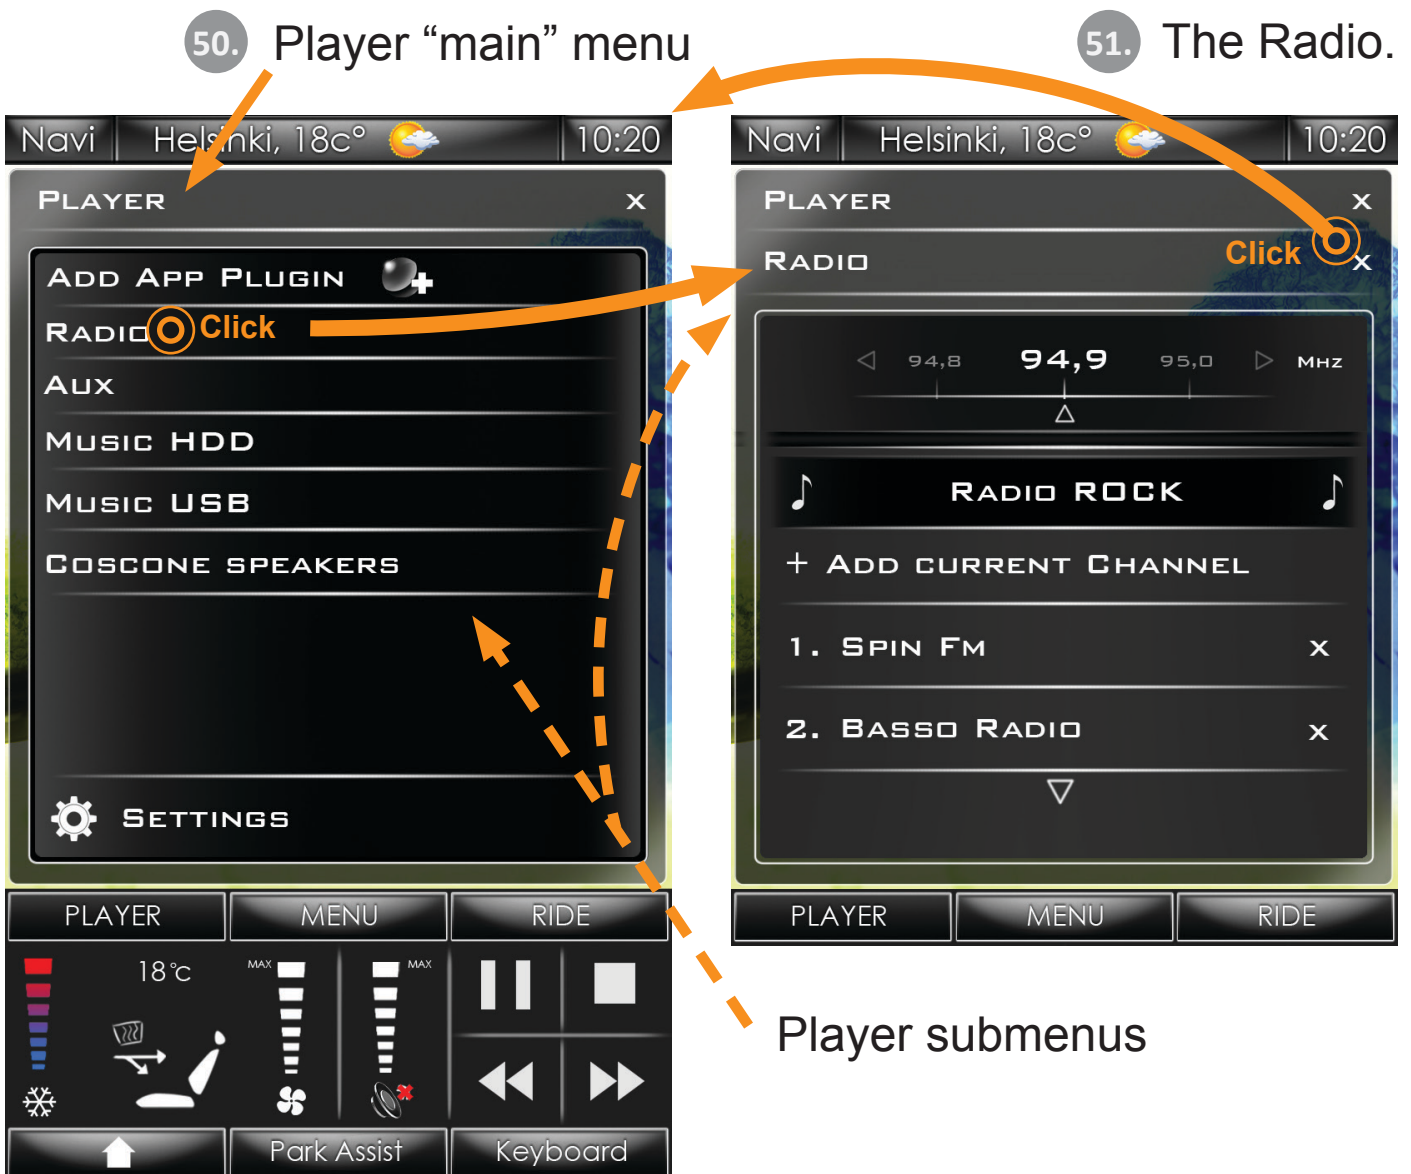 50. Player “main” menu
51. The Radio.
Navi Helsinki, 18c° 10:20
PLAYER x
ADD APP PLUGIN
RADIO Click
AUX
MUSIC HDD
MUSIC USB
COSCONE SPEAKERS
SETTINGS
PLAYER MENU RIDE
18°c MAX MAX
Park Assist Keyboard
Navi Helsinki, 18c° 10:20
PLAYER x
RADIO Click x
94,8 94,9 95,0 MHZ
RADIO ROCK
+ ADD CURRENT CHANNEL
1. SPIN FM x
2. BASSO RADIO x
PLAYER MENU RIDE
Player submenus